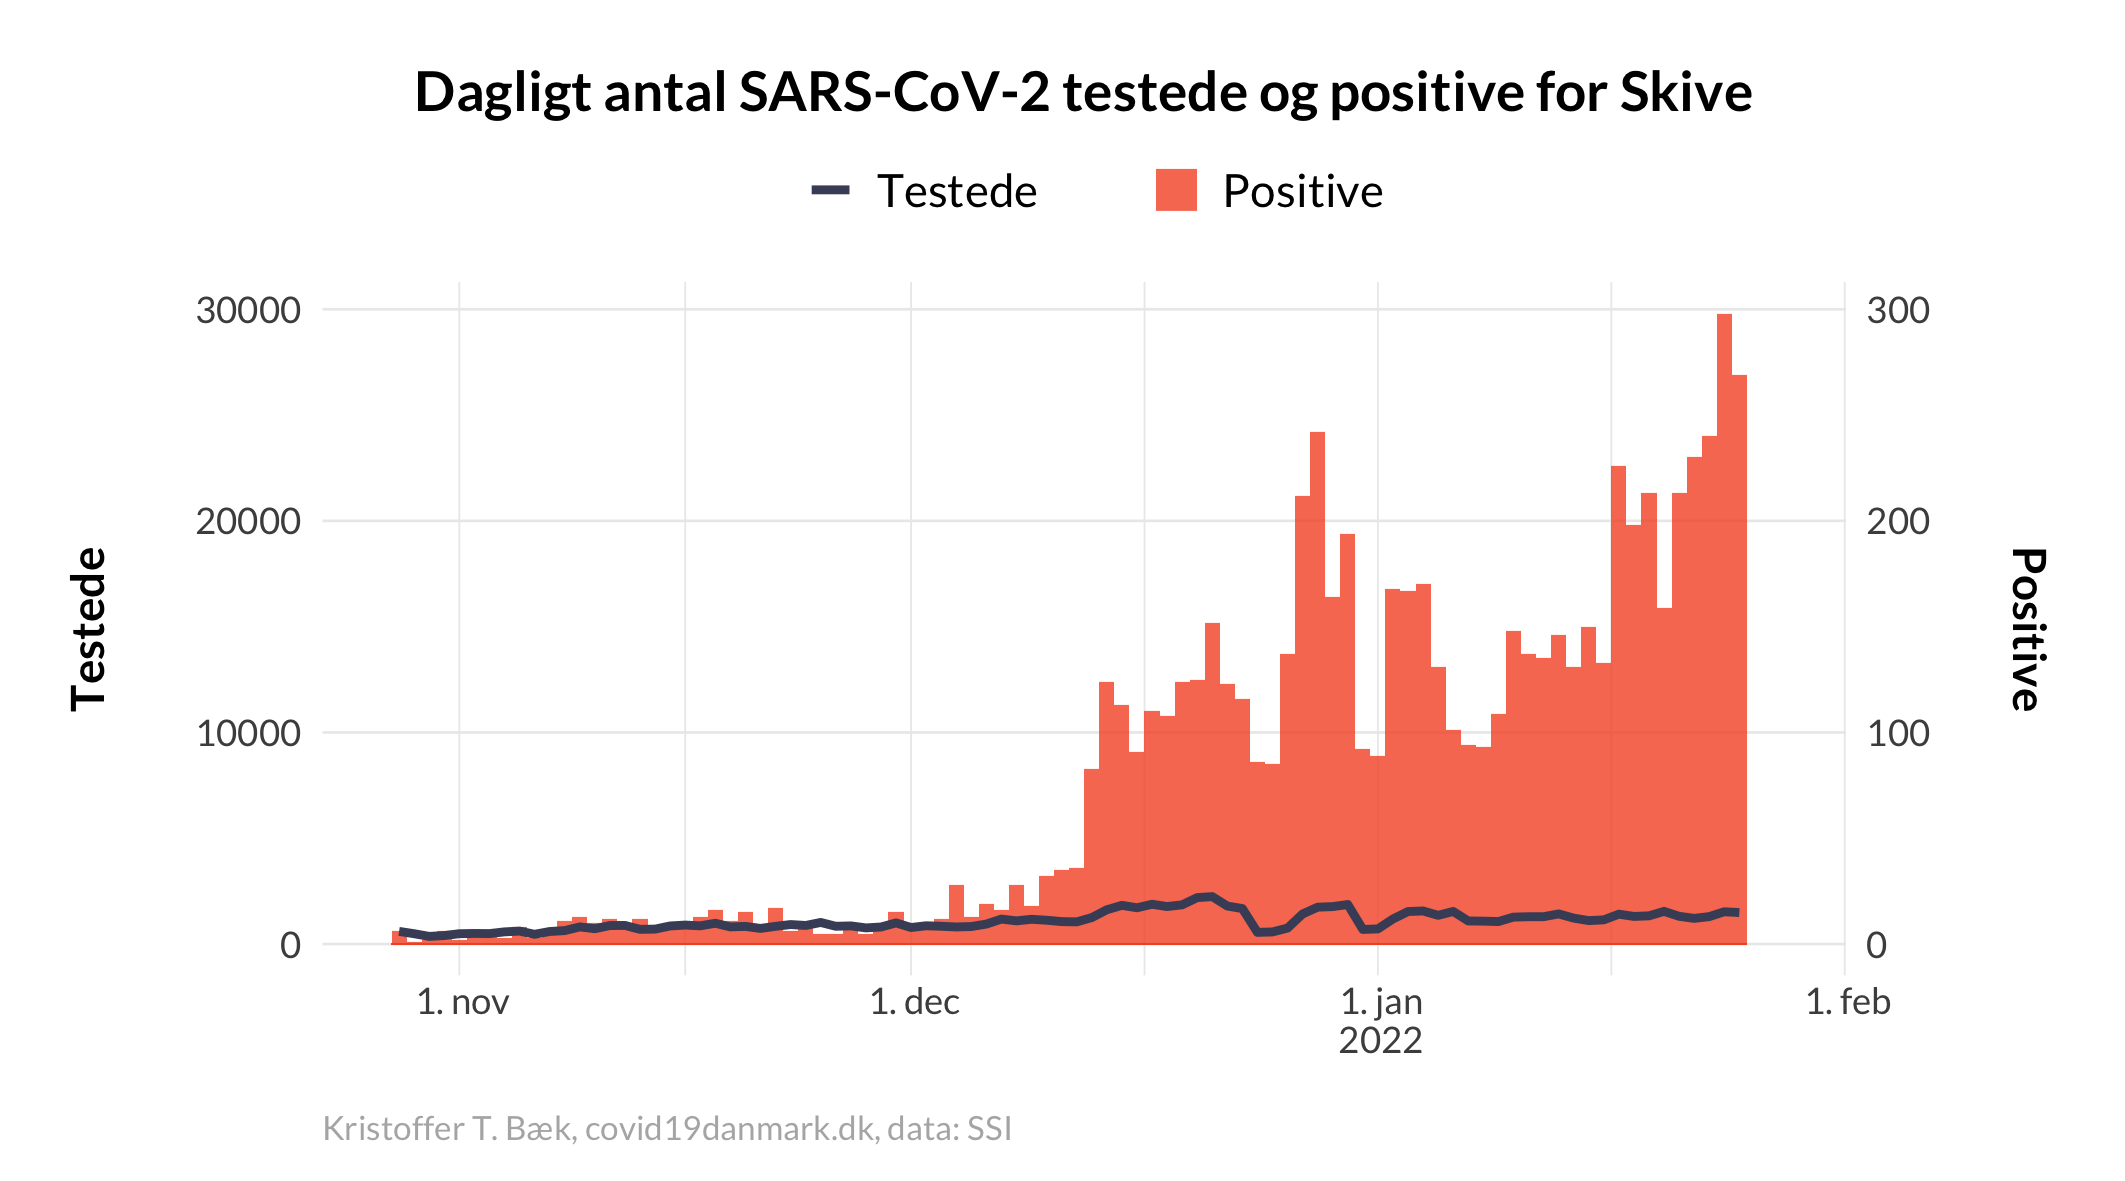 Dagligt antal SARS-CoV-2 testede og positive for Skive
Testede
Positive
30000
20000
10000
0
Testede
300
200
100
0
Positive
1. nov
1. dec
1. jan
2022
1. feb
Kristoffer T. Bæk, covid19danmark.dk, data: SSI